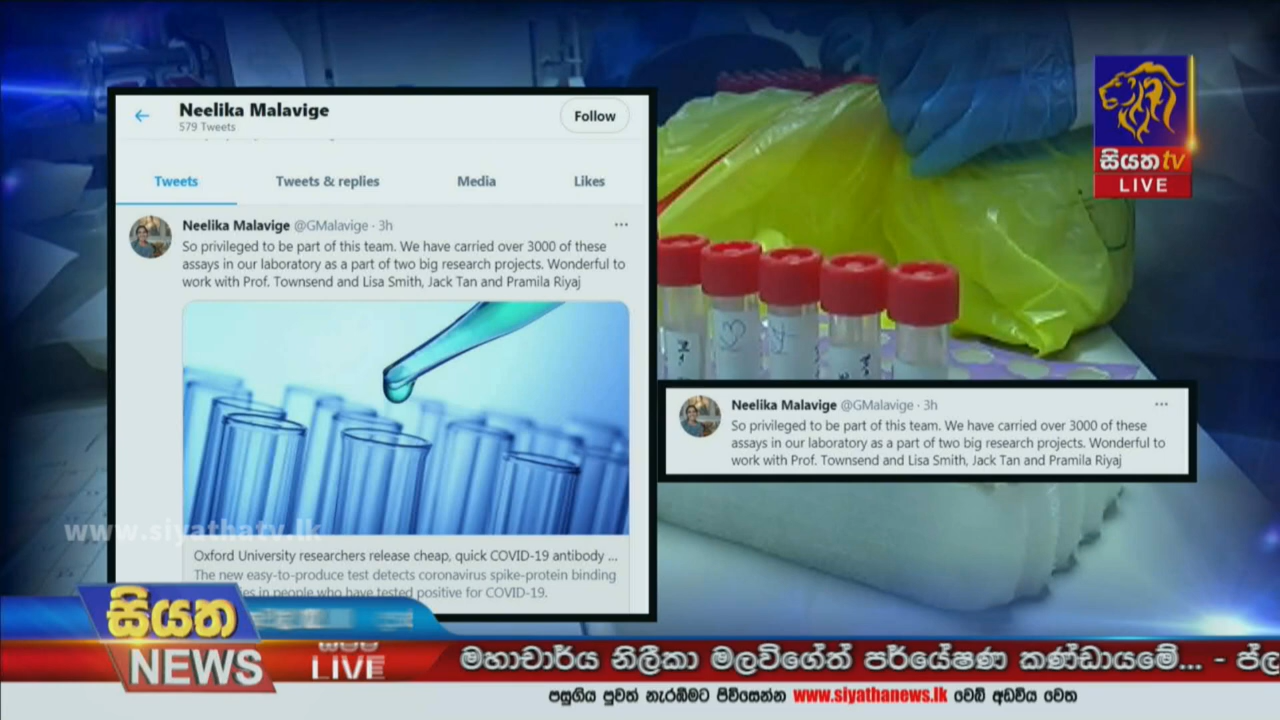 Neelika Malavige
579 Tweets
Follow
Tweets
Tweets & replies
Media
Likes
Neelika Malavige @GMalavige · 3h
So privileged to be part of this team. We have carried over 3000 of these
assays in our laboratory as a part of two big research projects. Wonderful to
work with Prof. Townsend and Lisa Smith, Jack Tan and Pramila Riyaj
Oxford University researchers release cheap, quick COVID-19 antibody ...
The new easy-to-produce test detects coronavirus spike-protein binding
in people who have tested positive for COVID-19.
සියත tv
LIVE
K3
K4
Neelika Malavige @GMalavige · 3h
So privileged to be part of this team. We have carried over 3000 of these
assays in our laboratory as a part of two big research projects. Wonderful to
work with Prof. Townsend and Lisa Smith, Jack Tan and Pramila Riyaj
www.siyathatv.lk
සියත
NEWS
LIVE
මහාචාර්ය නිලීකා මලවිගේත් පර්යේෂණ කණ්ඩායමේ... - ප්ල
පසුගිය පුවත් නැරඹීමට පිවිසෙන්න www.siyathanews.lk වෙබ් අඩවිය වෙත